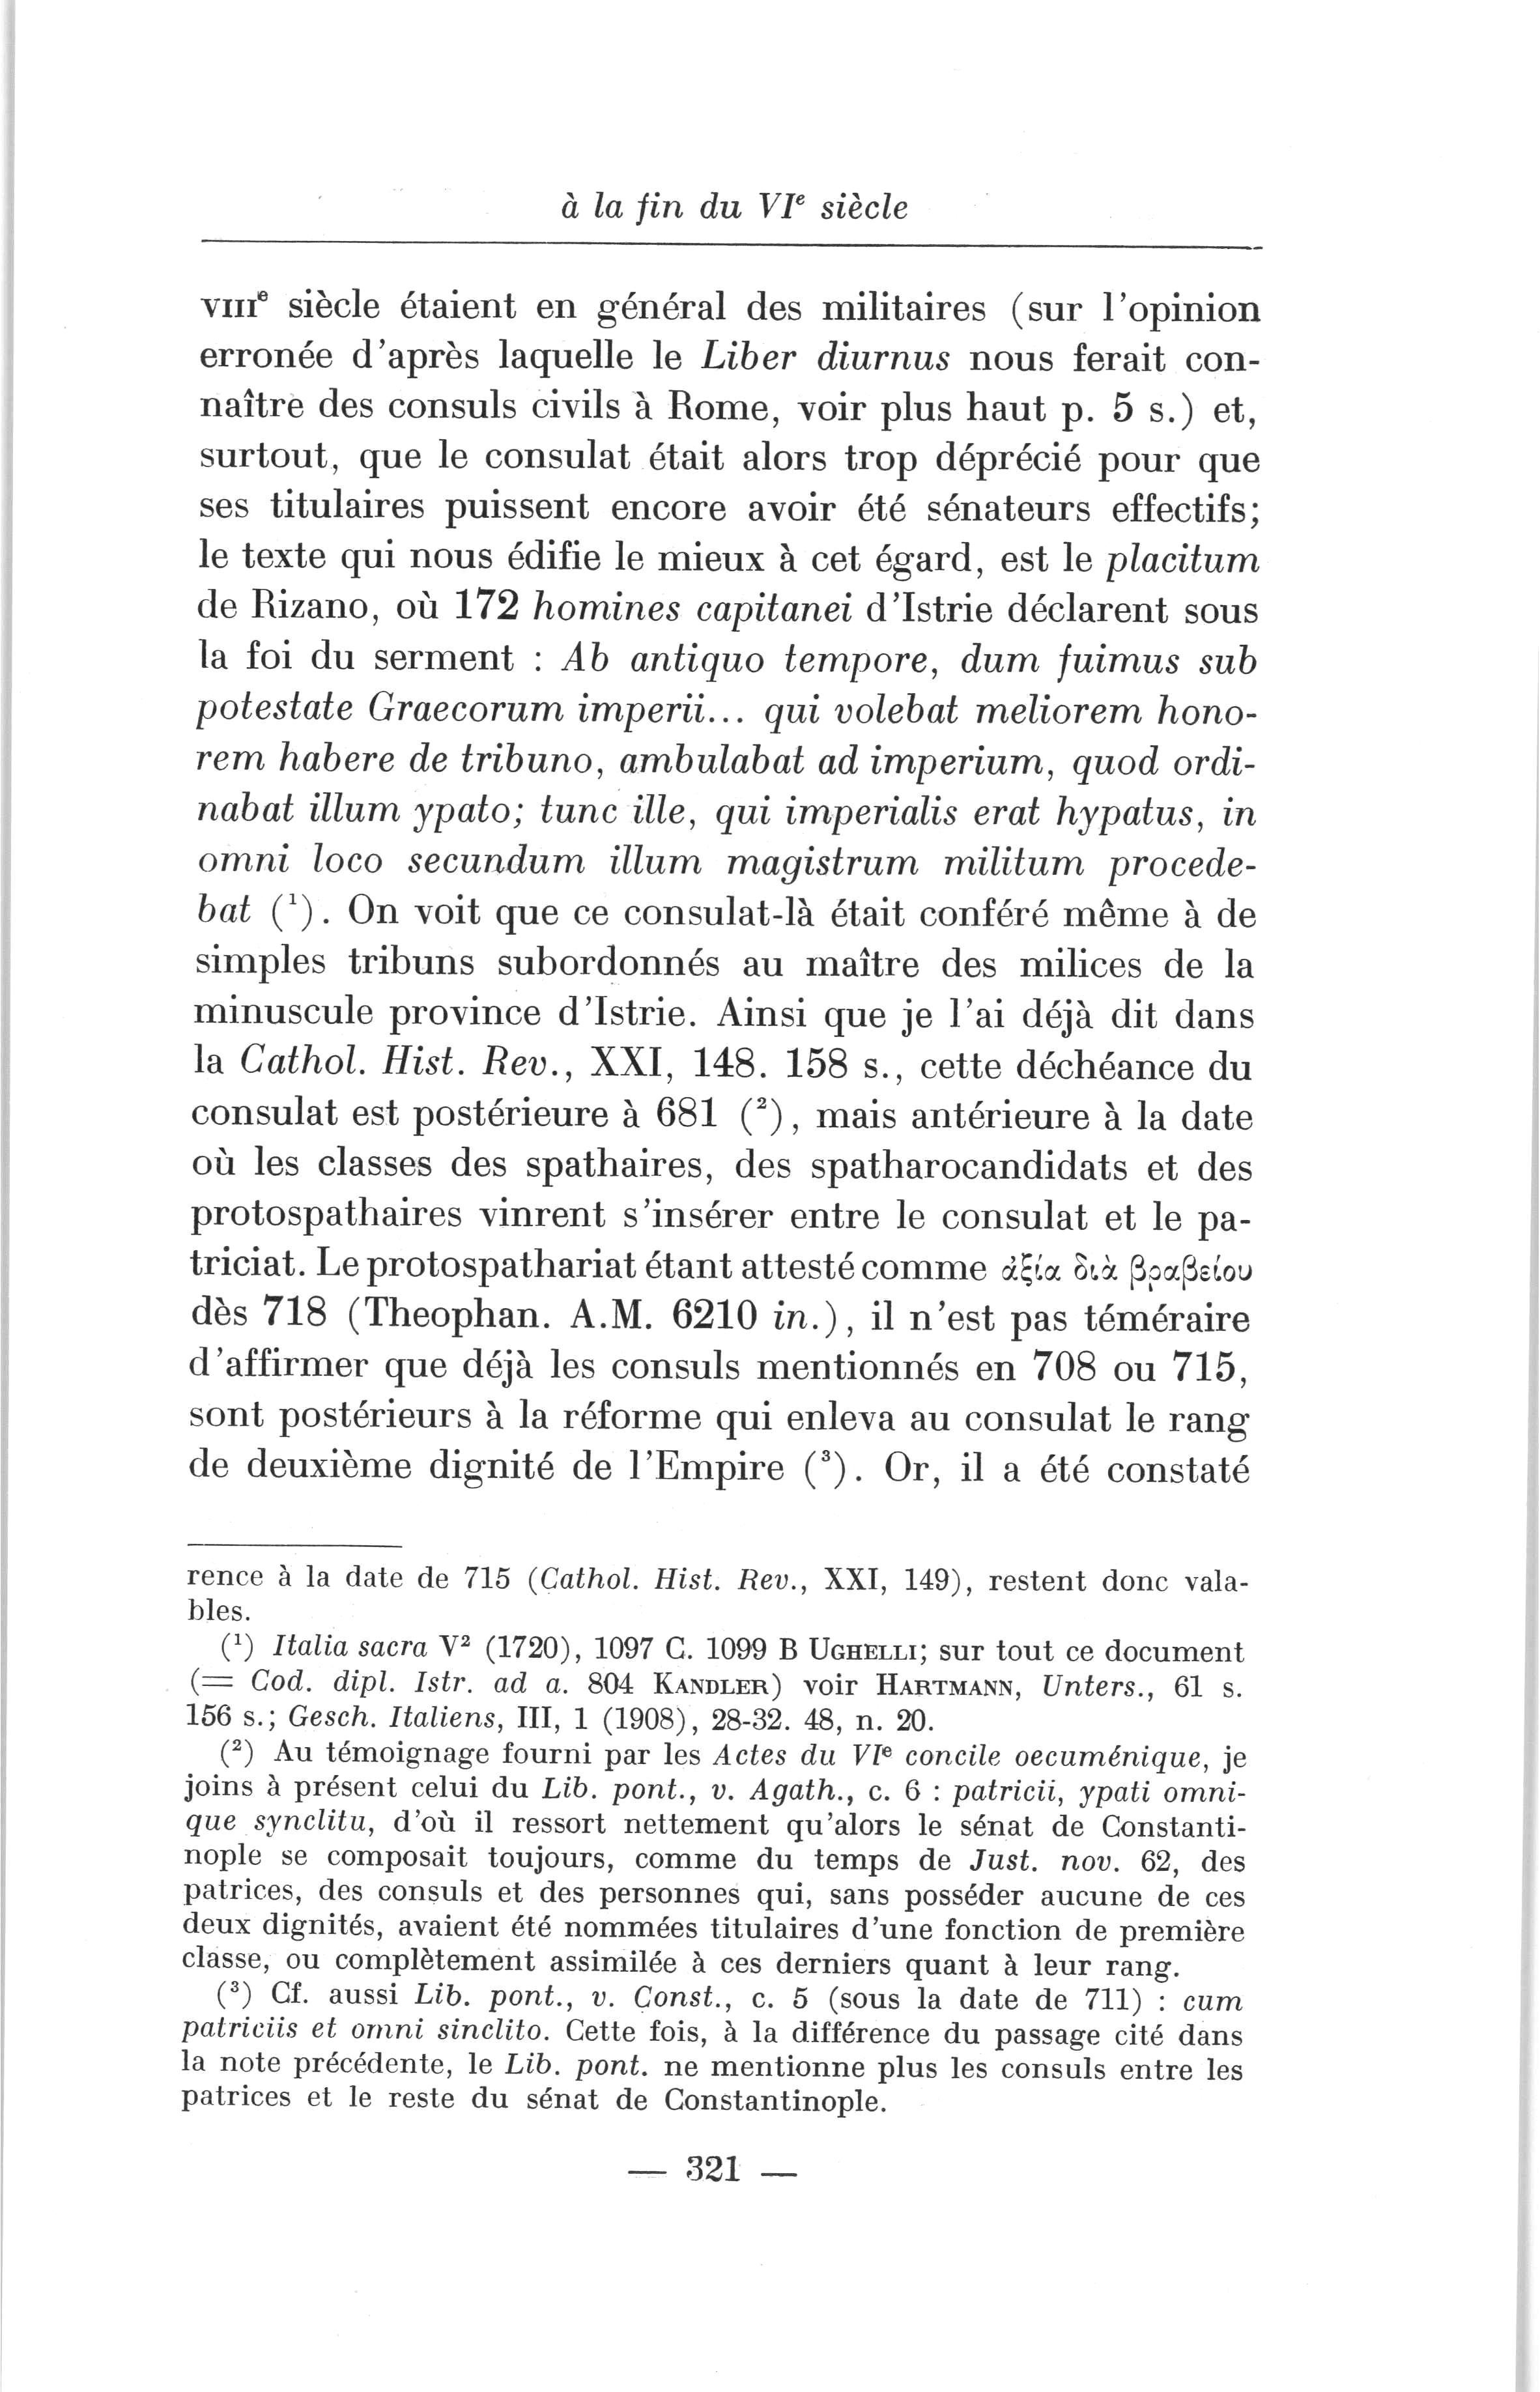 à la fin du VIe siècle
VIIIe siècle étaient en général des militaires (sur l'opinion
erronée d'après laquelle le Liber diurnus nous ferait con-
naître des consuls civils à Rome, voir plus haut p. 5 s.) et,
surtout, que le consulat était alors trop déprécié pour que
ses titulaires puissent encore avoir été sénateurs effectifs;
le texte qui nous édifie le mieux à cet égard, est le placitum
de Rizano, où 172 homines capitanei d'Istrie déclarent sous
la foi du serment : Ab antiquo tempore, dum fuimus sub
potestate Graecorum imperii... qui volebat meliorem hono-
rem habere de tribuno, ambulabat ad imperium, quod ordi-
nabat illum ypato; tunc ille, qui imperialis erat hypatus, in
omni loco secundum illum magistrum militum procede-
bat (1). On voit que ce consulat-là était conféré même à de
simples tribuns subordonnés au maître des milices de la
minuscule province d'Istrie. Ainsi que je l'ai déjà dit dans
la Cathol. Hist. Rev., XXI, 148. 158 s., cette déchéance du
consulat est postérieure à 681 (2), mais antérieure à la date
où les classes des spathaires, des spatharocandidats et des
protospathaires vinrent s'insérer entre le consulat et le pa-
triciat. Le protospathariat étant attesté comme ἀξία διὰ βραβείου
dès 718 (Theophan. A.M. 6210 in.), il n'est pas téméraire
d'affirmer que déjà les consuls mentionnés en 708 ou 715,
sont postérieurs à la réforme qui enleva au consulat le rang
de deuxième dignité de l'Empire (3). Or, il a été constaté
rence à la date de 715 (Cathol. Hist. Rev., XXI, 149), restent donc vala-
bles.
(1) Italia sacra V2 (1720), 1097 C. 1099 B UGHELLI; sur tout ce document
(= Cod. dipl. Istr. ad a. 804 KANDLER) voir HARTMANN, Unters., 61 s.
156 s.; Gesch. Italiens, III, 1 (1908), 28-32. 48, n. 20.
(2) Au témoignage fourni par les Actes du VIe concile oecuménique, je
joins à présent celui du Lib. pont., v. Agath., c. 6 : patricii, ypati omni-
que synclitu, d'où il ressort nettement qu'alors le sénat de Constanti-
nople se composait toujours, comme du temps de Just. nov. 62, des
patrices, des consuls et des personnes qui, sans posséder aucune de ces
deux dignités, avaient été nommées titulaires d'une fonction de première
classe, ou complètement assimilée à ces derniers quant à leur rang.
(3) Cf. aussi Lib. pont., v. Const., c. 5 (sous la date de 711) : cum
patriciis et omni sinclito. Cette fois, à la différence du passage cité dans
la note précédente, le Lib. pont. ne mentionne plus les consuls entre les
patrices et le reste du sénat de Constantinople.
— 321 —